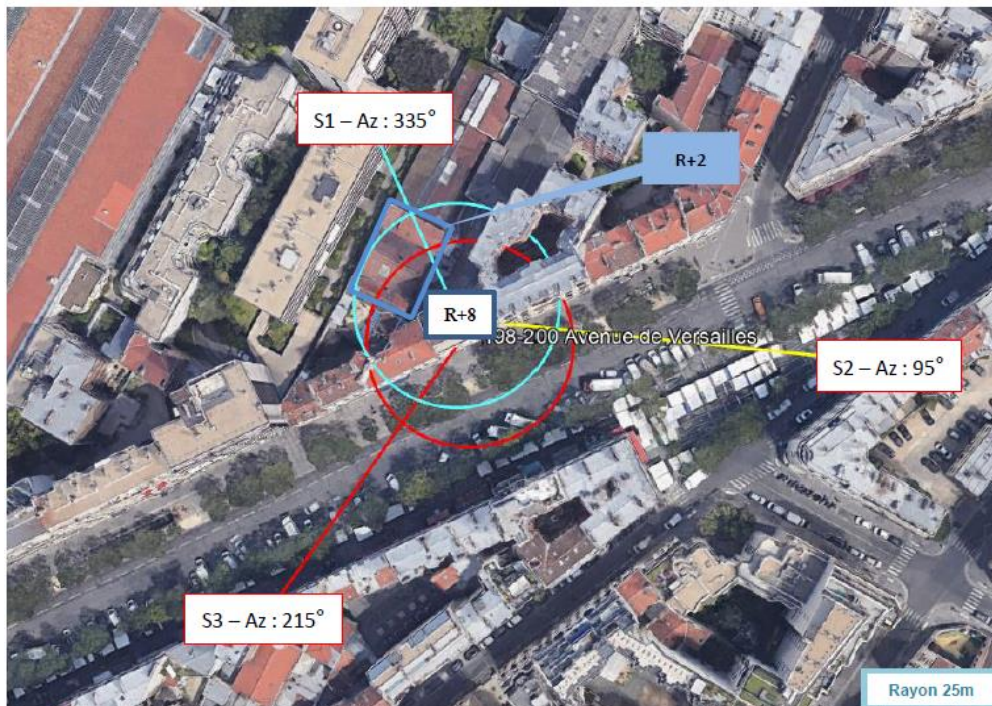 S1 – Az : 335°
R+2
R+8
198-200 Avenue de Versailles
S2 – Az : 95°
S3 – Az : 215°
Rayon 25m